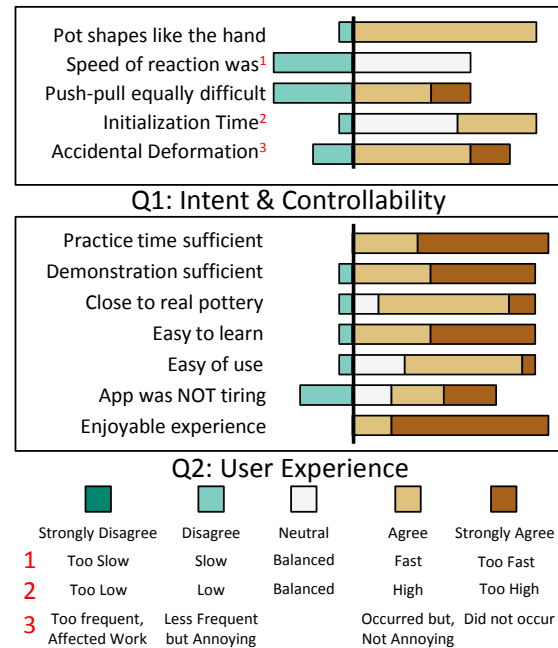 Pot shapes like the hand
Speed of reaction was1
Push-pull equally difficult
Initialization Time2
Accidental Deformation3
Q1: Intent & Controllability
Practice time sufficient
Demonstration sufficient
Close to real pottery
Easy to learn
Easy of use
App was NOT tiring
Enjoyable experience
Q2: User Experience
Strongly Disagree Disagree Neutral Agree Strongly Agree
1 Too Slow Slow Balanced Fast Too Fast
2 Too Low Low Balanced High Too High
3 Too frequent, Less Frequent Occurred but, Did not occur
Affected Work but Annoying Not Annoying